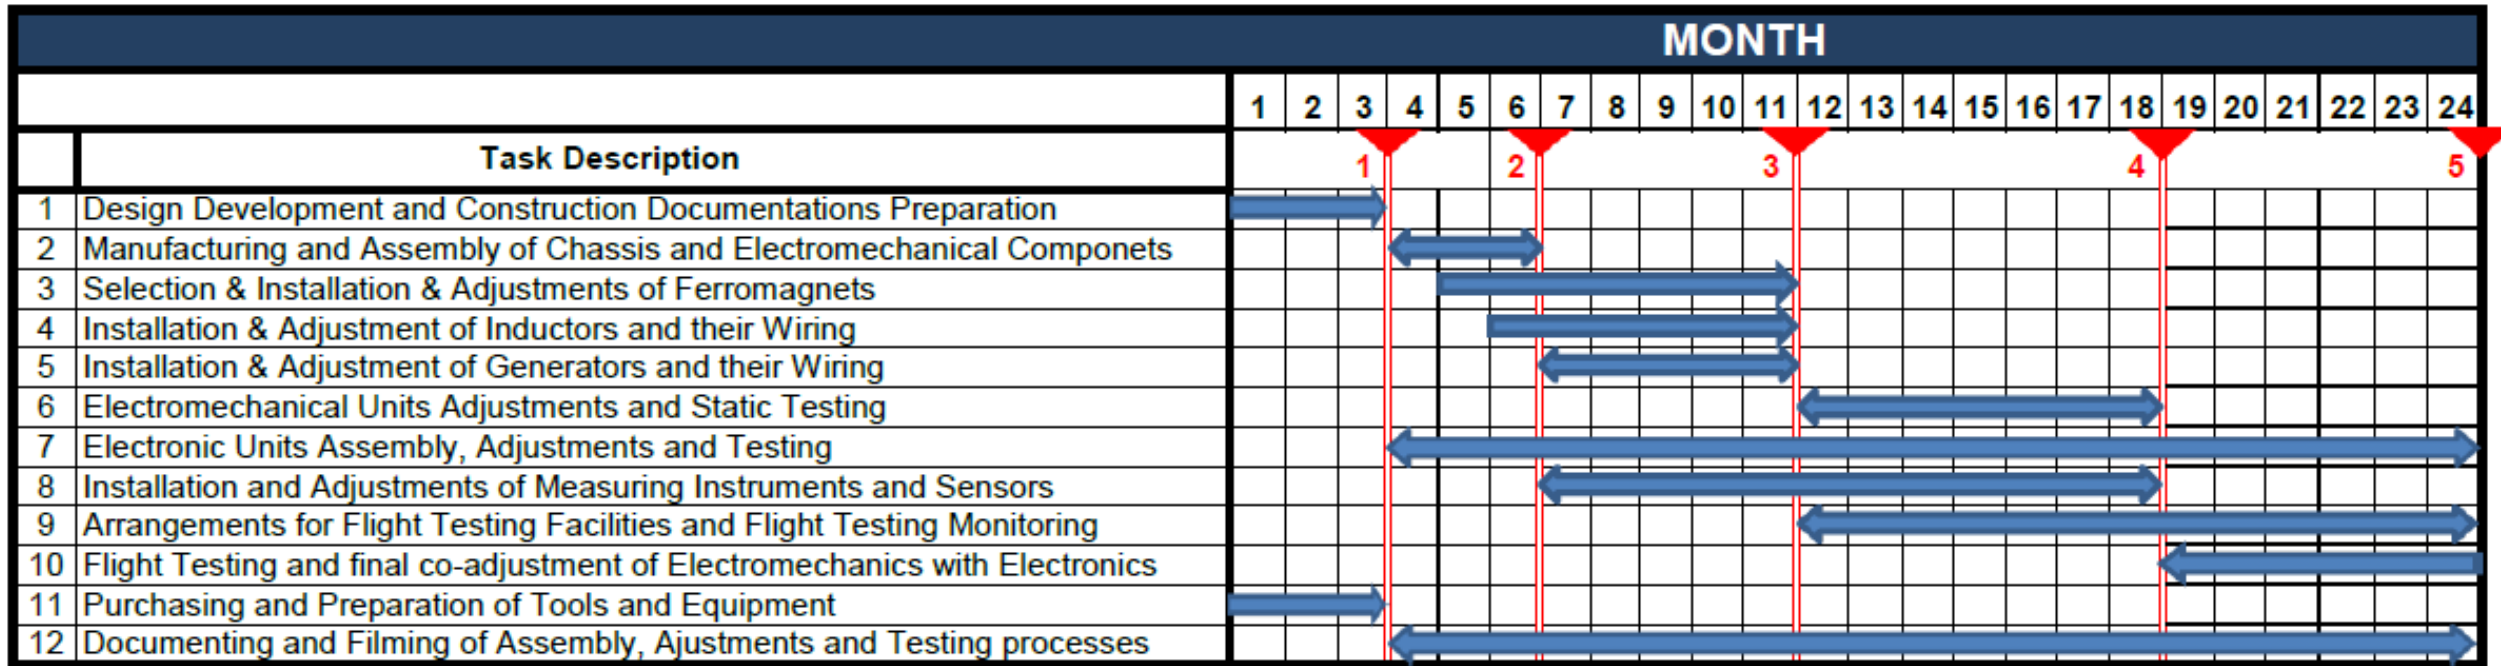 MONTH
1 2 3 4 5 6 7 8 9 10 11 12 13 14 15 16 17 18 19 20 21 22 23 24
Task Description 1 2 3 4 5
1 Design Development and Construction Documentations Preparation
2 Manufacturing and Assembly of Chassis and Electromechanical Componets
3 Selection & Installation & Adjustments of Ferromagnets
4 Installation & Adjustment of Inductors and their Wiring
5 Installation & Adjustment of Generators and their Wiring
6 Electromechanical Units Adjustments and Static Testing
7 Electronic Units Assembly, Adjustments and Testing
8 Installation and Adjustments of Measuring Instruments and Sensors
9 Arrangements for Flight Testing Facilities and Flight Testing Monitoring
10 Flight Testing and final co-adjustment of Electromechanics with Electronics
11 Purchasing and Preparation of Tools and Equipment
12 Documenting and Filming of Assembly, Ajustments and Testing processes